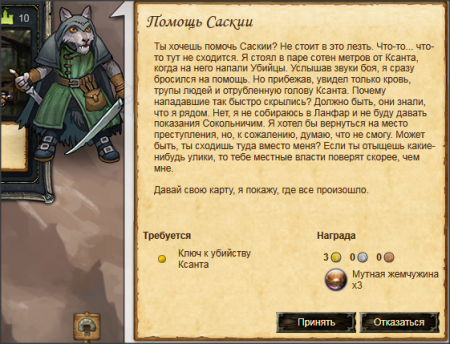 10
Помощь Саскии
Ты хочешь помочь Саскии? Не стоит в это лезть. Что-то... что-
то тут не сходится. Я стоял в паре сотен метров от Ксанта,
когда на него напали Убийцы. Услышав звуки боя, я сразу
бросился на помощь. Но прибежав, увидел только кровь,
трупы людей и отрубленную голову Ксанта. Почему
нападавшие так быстро скрылись? Должно быть, они знали,
что я рядом. Нет, я не собираюсь в Ланфар и не буду давать
показания Сокольничим. Я хотел бы вернуться на место
преступления, но, к сожалению, думаю, что не смогу. Может
быть, ты сходишь туда вместо меня? Если ты отыщешь какие-
нибудь улики, то тебе местные власти поверят скорее, чем
мне.
Давай свою карту, я покажу, где все произошло.
Требуется
Награда
Ключ к убийству
Ксанта
3 0 0
Мутная жемчужина
x3
Принять
Отказаться